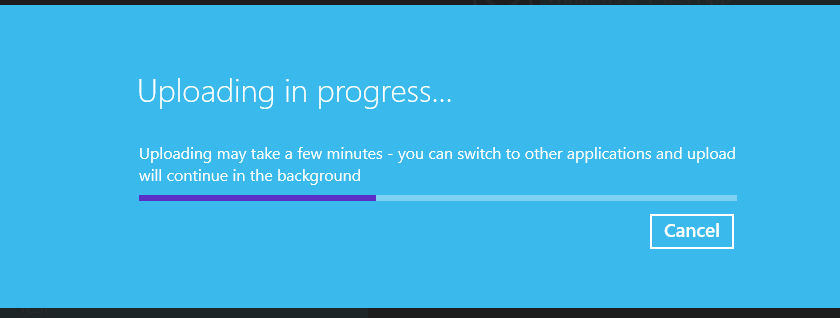 Uploading in progress...
Uploading may take a few minutes - you can switch to other applications and upload
will continue in the background
Cancel